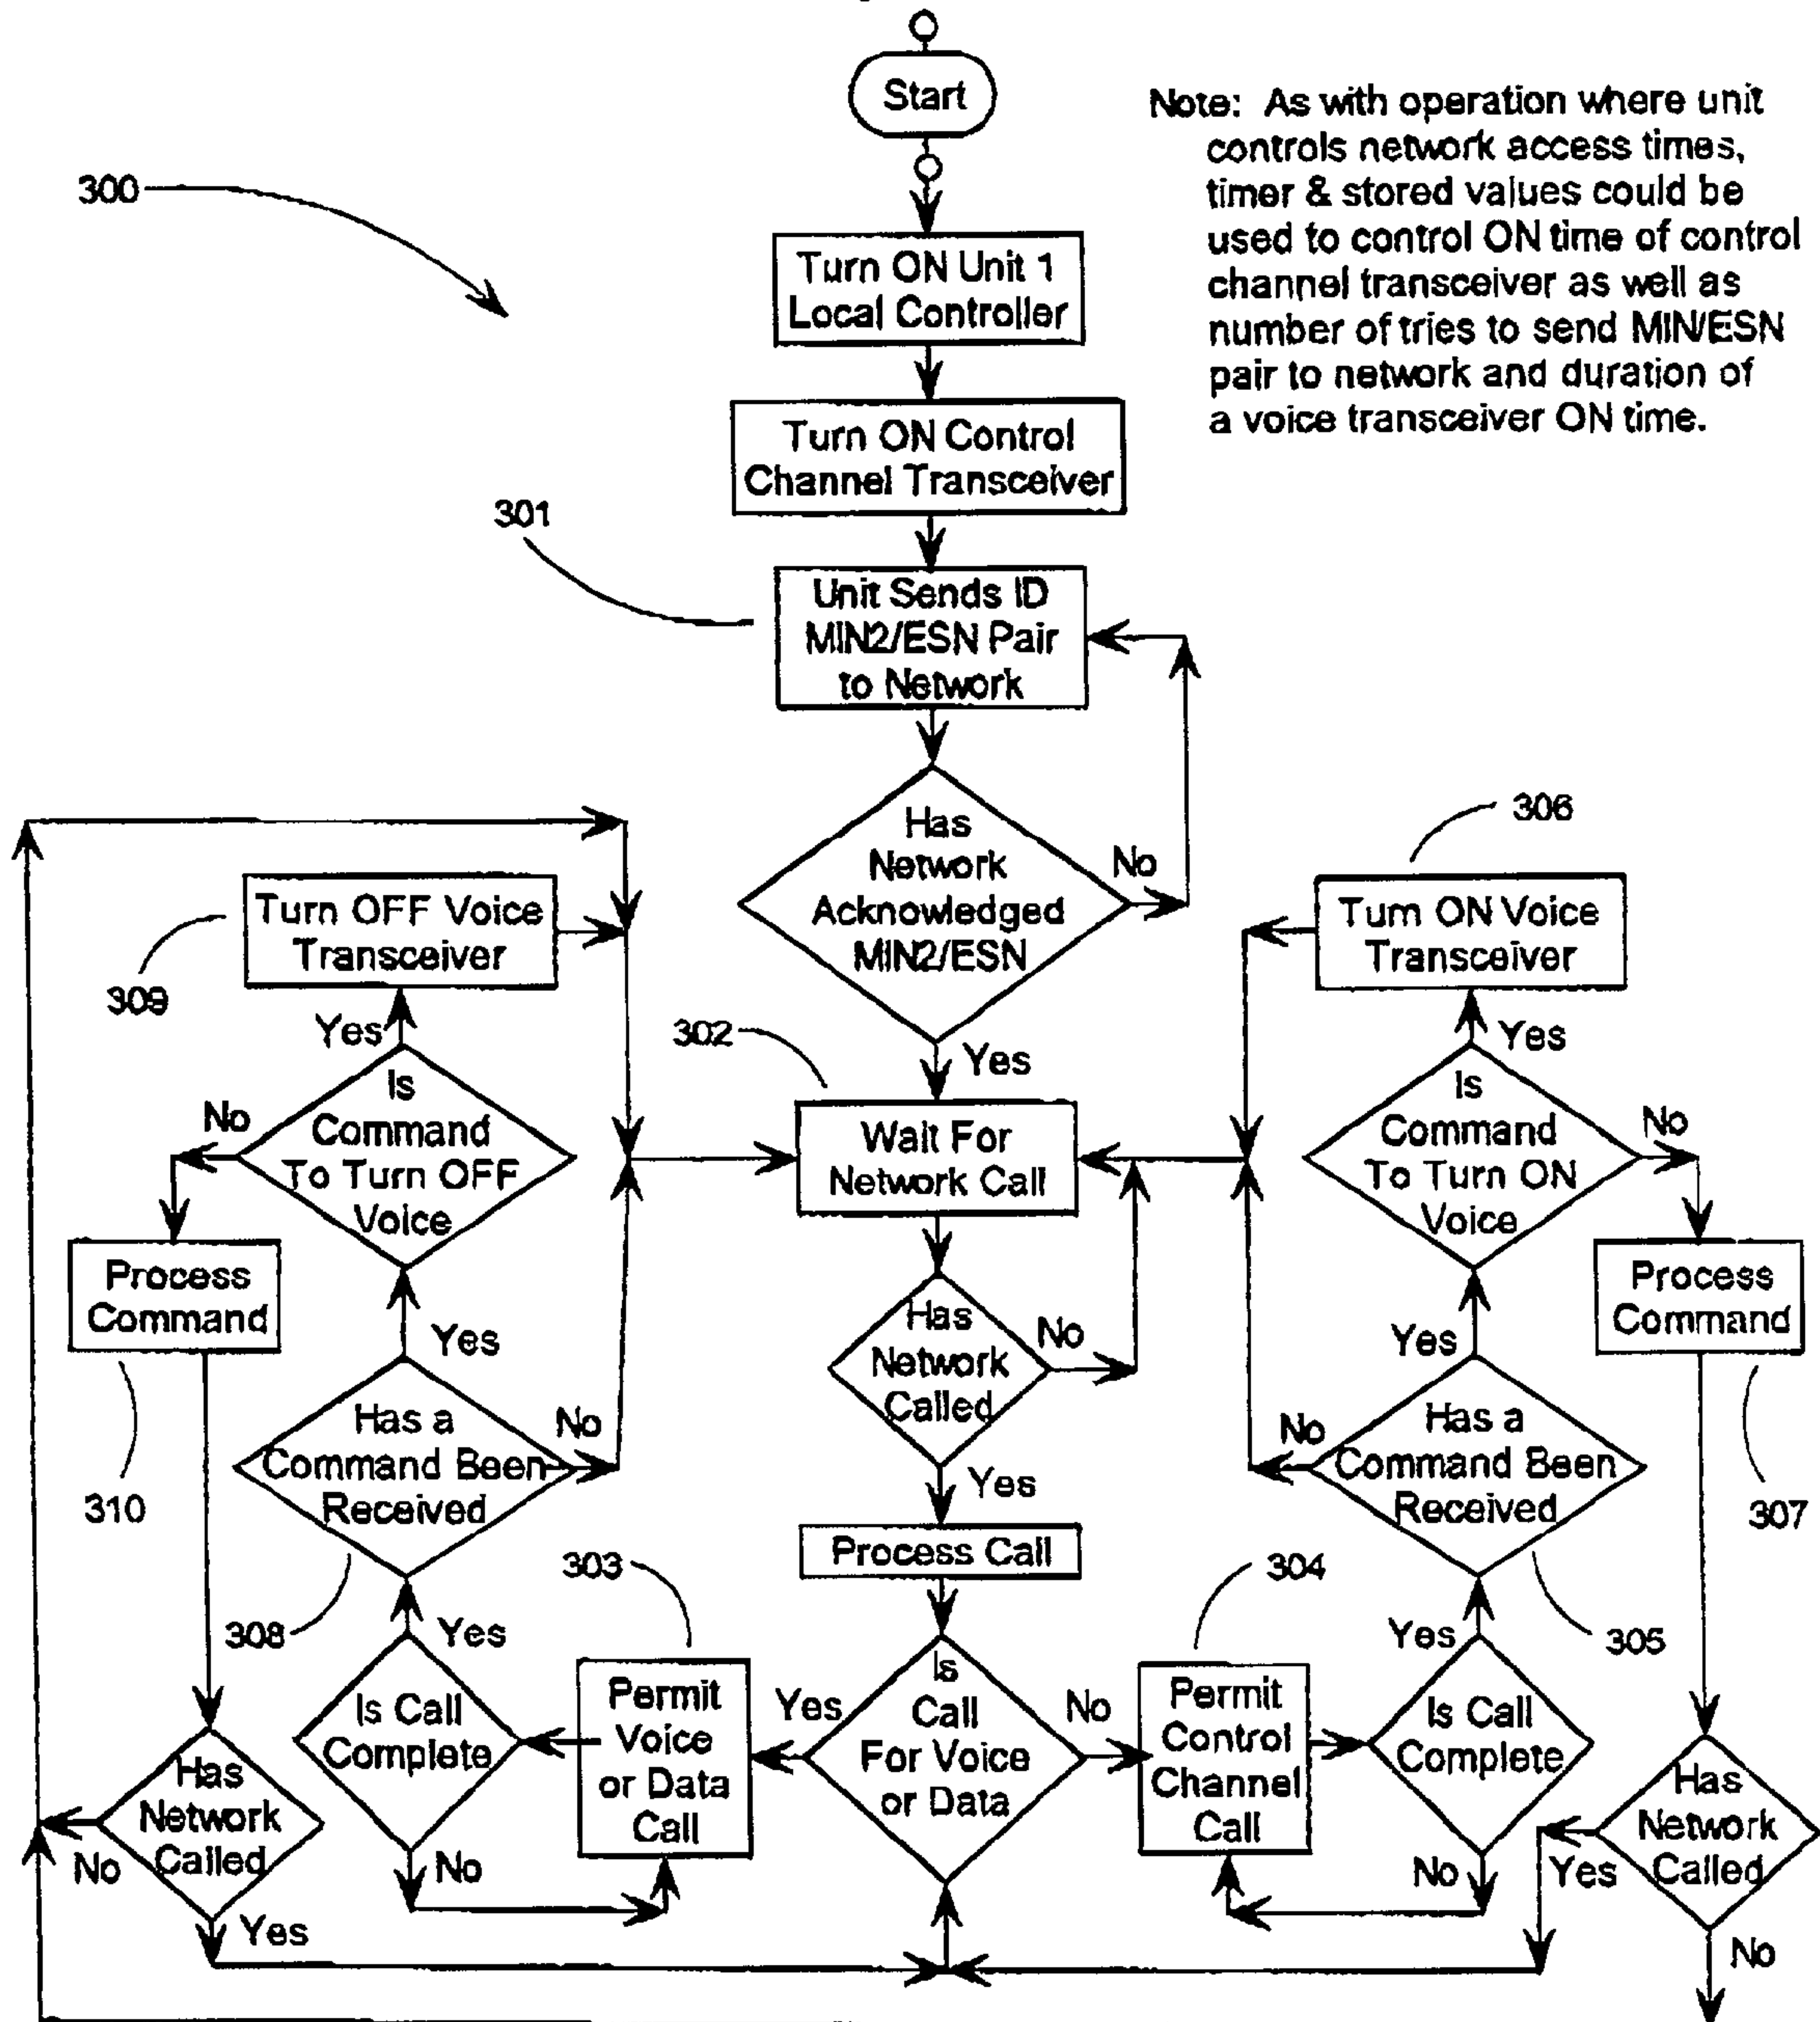 Start
Note: As with operation where unit
controls network access times,
timer & stored values could be
used to control ON time of control
channel transceiver as well as
number of tries to send MIN/ESN
pair to network and duration of
a voice transceiver ON time.
300
Turn ON Unit 1
Local Controller
Turn ON Control
Channel Transceiver
301
Unit Sends ID
MIN2/ESN Pair
to Network
Has
Network
Acknowledged
MIN2/ESN
No
Yes
306
Turn OFF Voice
Transceiver
309
Turn ON Voice
Transceiver
302
Yes
Is
Command
To Turn OFF
Voice
No
Wait For
Network Call
Yes
Is
Command
To Turn ON
Voice
No
Process
Command
310
Yes
Has
Network
Called
No
Yes
Process
Command
307
Has a
Command Been
Received
No
308
Yes
Has a
Command Been
Received
No
305
Yes
Process Call
303
304
Yes
Is Call
Complete
No
Permit
Voice
or Data
Call
Yes
Is
Call
For Voice
or Data
No
Permit
Control
Channel
Call
Yes
Is Call
Complete
No
Has
Network
Called
No
Yes
Has
Network
Called
Yes
No